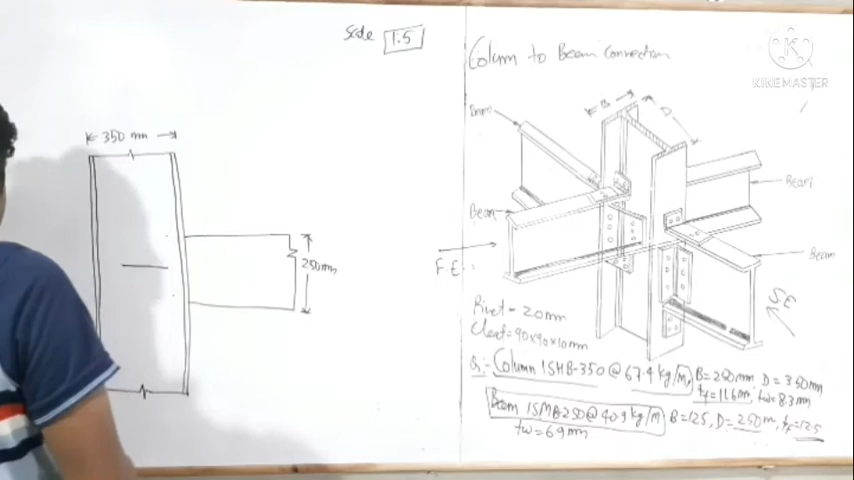 Scale 1:5
Column to Beam Connection
KINEMASTER
350 mm
B
D
Beam
Beam
Beam
Beam
250mm
F.E.
S.E
Rivet = 20mm
Cleat = 90x90x10mm
Q:- Column ISHB-350 @ 67.4 kg/m, B = 250mm D = 350mm
tf = 11.6mm, tw = 8.3mm
Beam ISMB-250 @ 40.9 kg/m B = 125, D = 250m, tf = 12.5
tw = 6.9mm